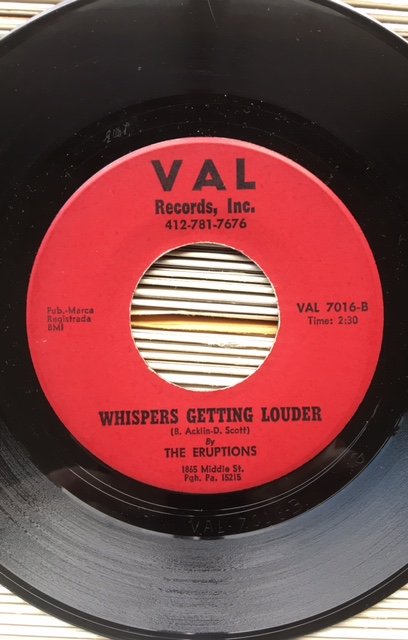 VAL
Records, Inc.
412-781-7676
Pub.-Marca
Registrada
BMI
VAL 7016-B
Time: 2:30
WHISPERS GETTING LOUDER
(B. Acklin-D. Scott)
By
THE ERUPTIONS
1865 Middle St.
Pgh. Pa. 15215